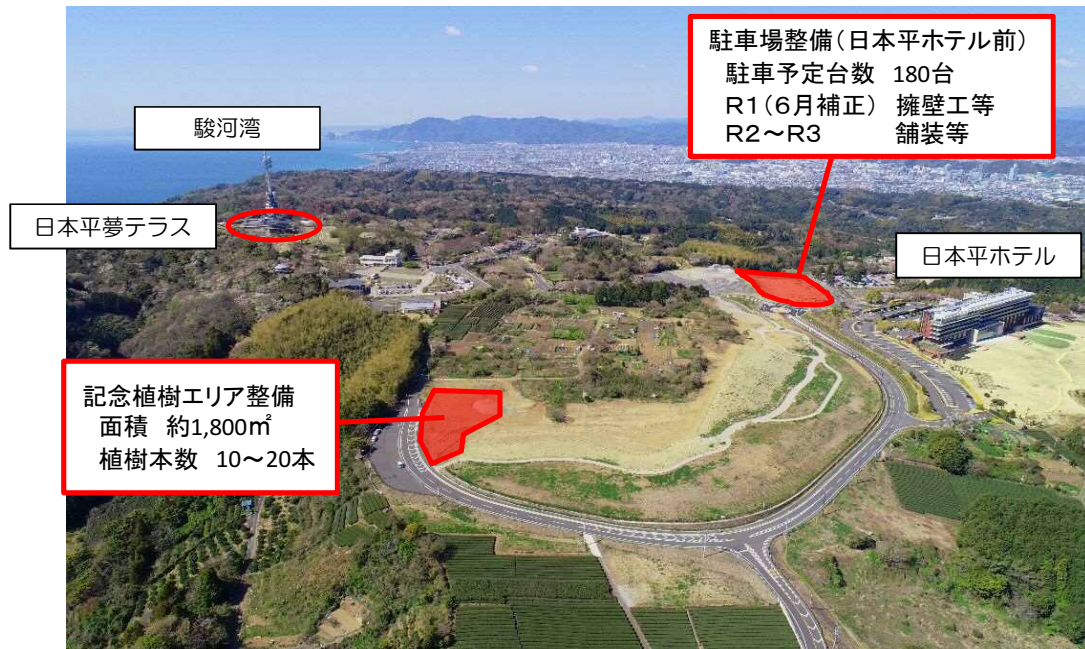 駐車場整備(日本平ホテル前)
駐車予定台数 180台
R1(6月補正) 擁壁工等
R2~R3 舗装等
駿河湾
日本平夢テラス
日本平ホテル
記念植樹エリア整備
面積 約1,800㎡
植樹本数 10~20本